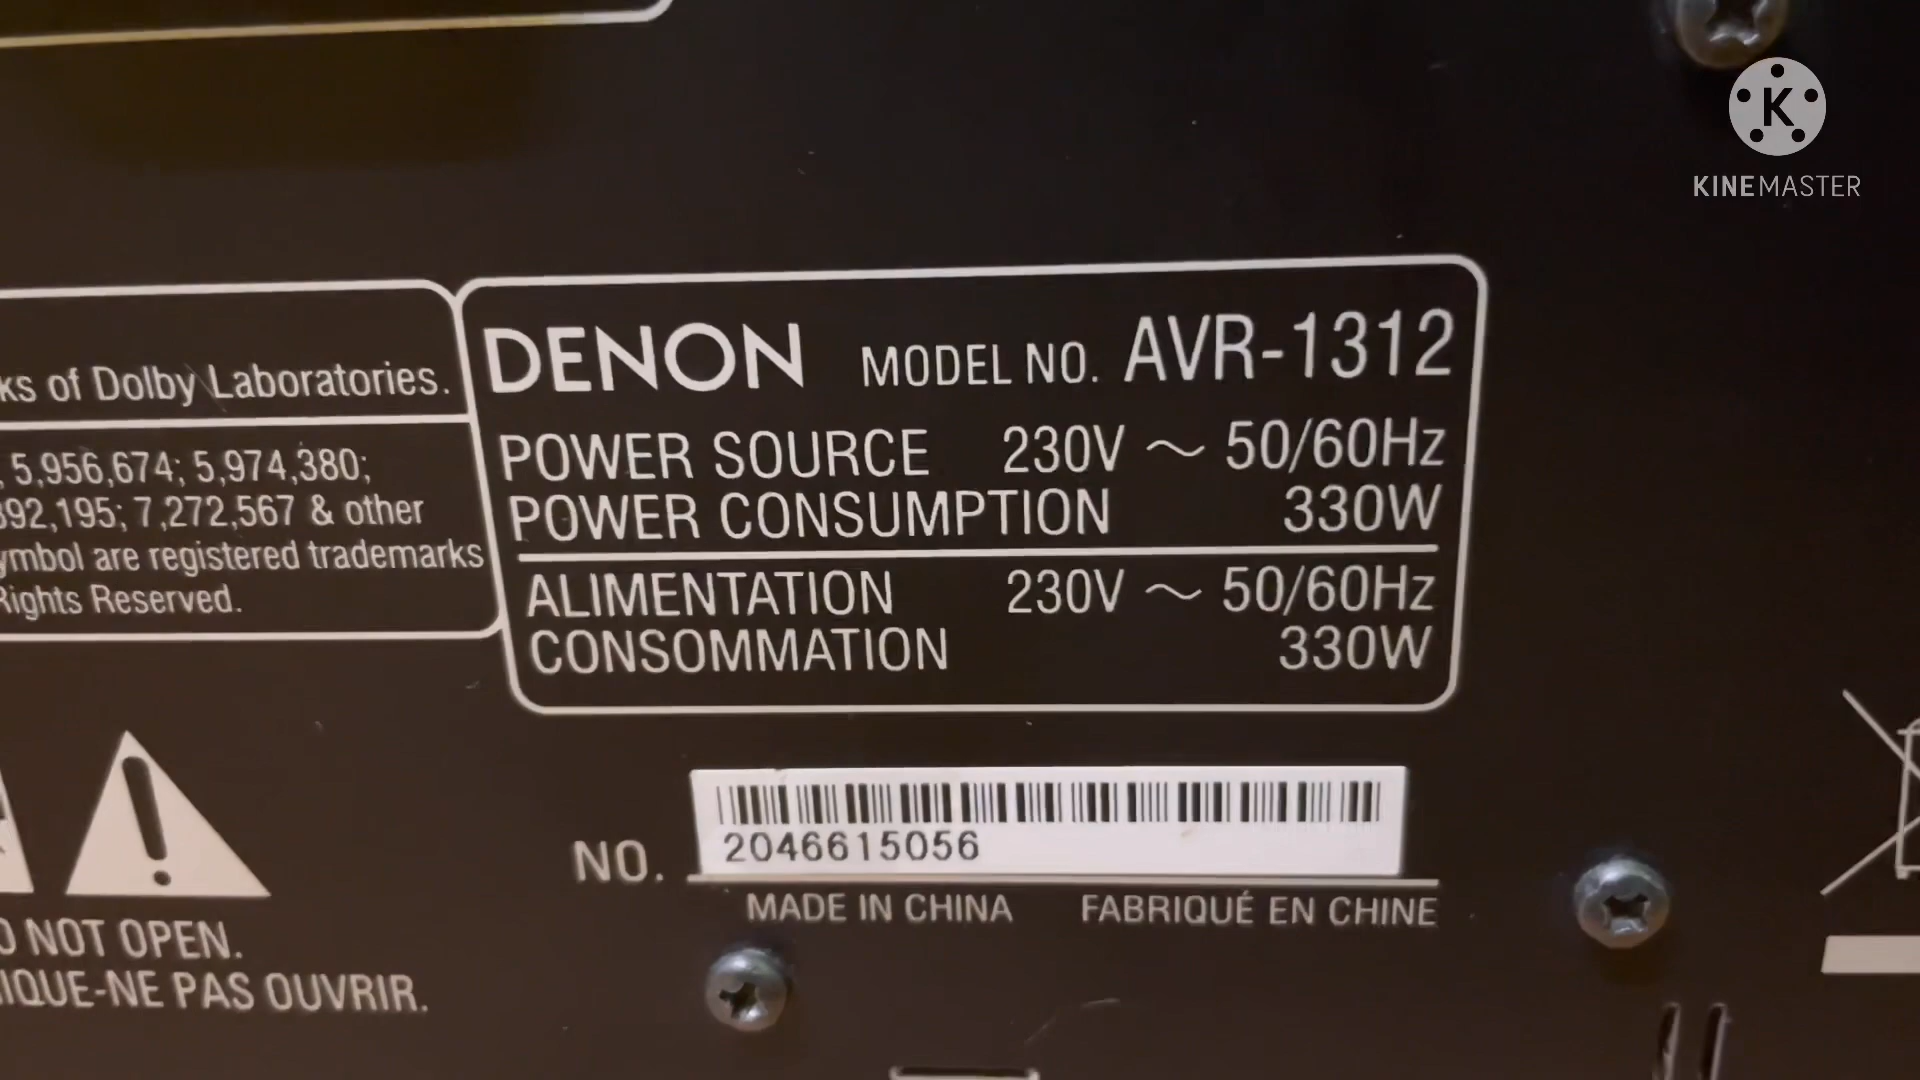 K
KINEMASTER
ks of Dolby Laboratories.
, 5,956,674; 5,974,380;
392,195; 7,272,567 & other
ymbol are registered trademarks
Rights Reserved.
DENON MODEL NO. AVR-1312
POWER SOURCE 230V ~ 50/60Hz
POWER CONSUMPTION 330W
ALIMENTATION 230V ~ 50/60Hz
CONSOMMATION 330W
NO. 2046615056
MADE IN CHINA FABRIQUÉ EN CHINE
O NOT OPEN.
IQUE-NE PAS OUVRIR.